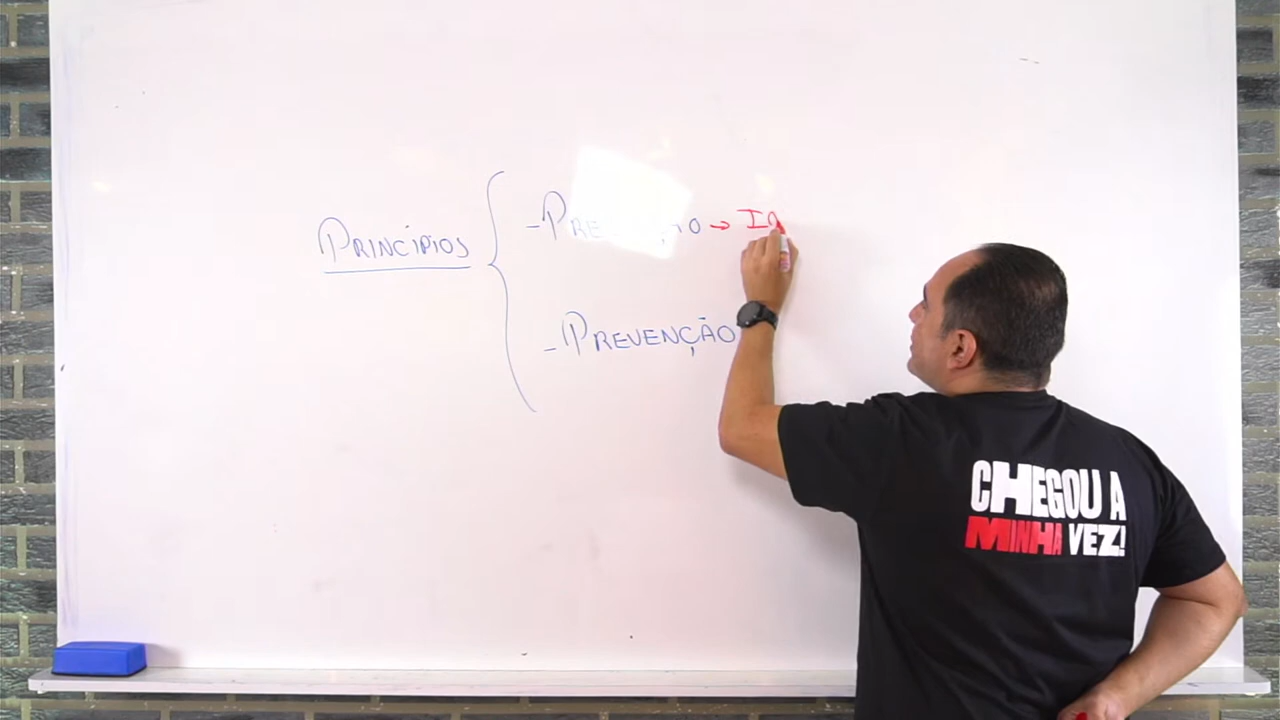 PRINCÍPIOS
-
→
- PREVENÇÃO
CHEGOU A
MINHA VEZ!